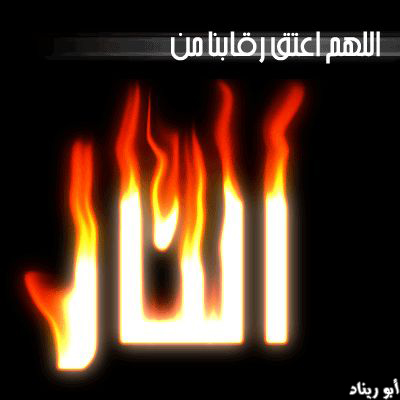 اللهم اعتق رقابنا من
النار
أبو ريناد